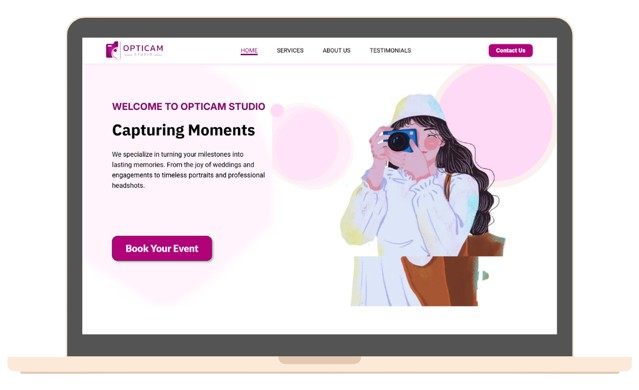 OPTICAM
STUDIO
HOME
SERVICES
ABOUT US
TESTIMONIALS
Contact Us
WELCOME TO OPTICAM STUDIO
Capturing Moments
We specialize in turning your milestones into
lasting memories. From the joy of weddings and
engagements to timeless portraits and professional
headshots.
Book Your Event